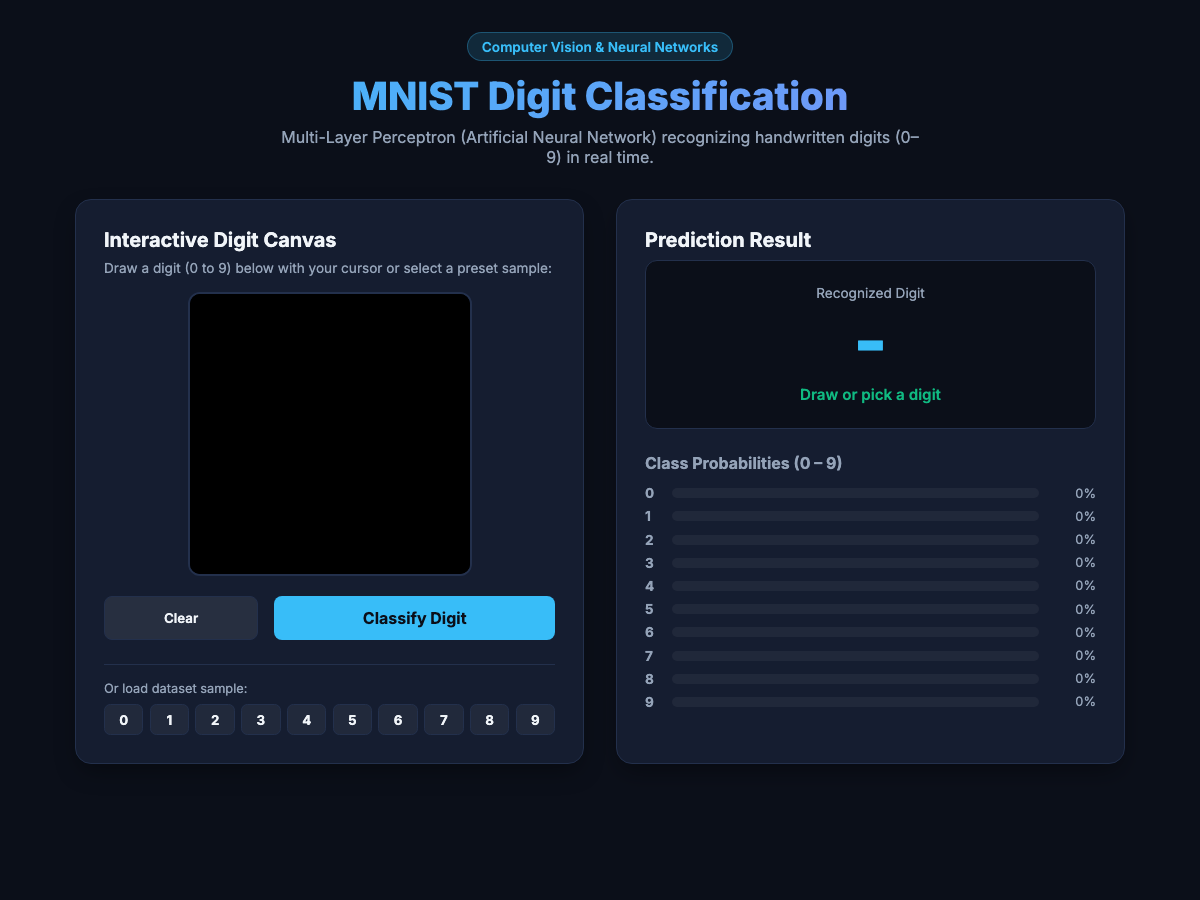 Computer Vision & Neural Networks
MNIST Digit Classification
Multi-Layer Perceptron (Artificial Neural Network) recognizing handwritten digits (0–
9) in real time.
Interactive Digit Canvas
Draw a digit (0 to 9) below with your cursor or select a preset sample:
Clear
Classify Digit
Or load dataset sample:
0 1 2 3 4 5 6 7 8 9
Prediction Result
Recognized Digit
-
Draw or pick a digit
Class Probabilities (0 – 9)
0 0%
1 0%
2 0%
3 0%
4 0%
5 0%
6 0%
7 0%
8 0%
9 0%